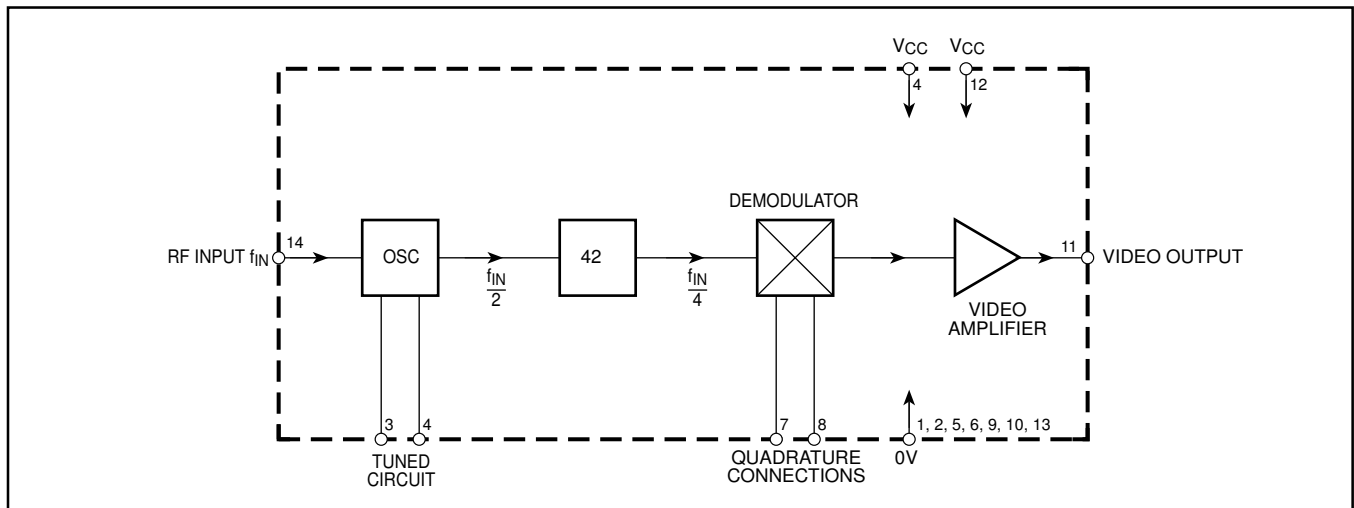 VCC VCC
4 12
DEMODULATOR
RF INPUT fIN 14 OSC fIN/2 42 fIN/4 11 VIDEO OUTPUT
VIDEO
AMPLIFIER
3 4 7 8 1, 2, 5, 6, 9, 10, 13
TUNED
CIRCUIT
QUADRATURE
CONNECTIONS
0V